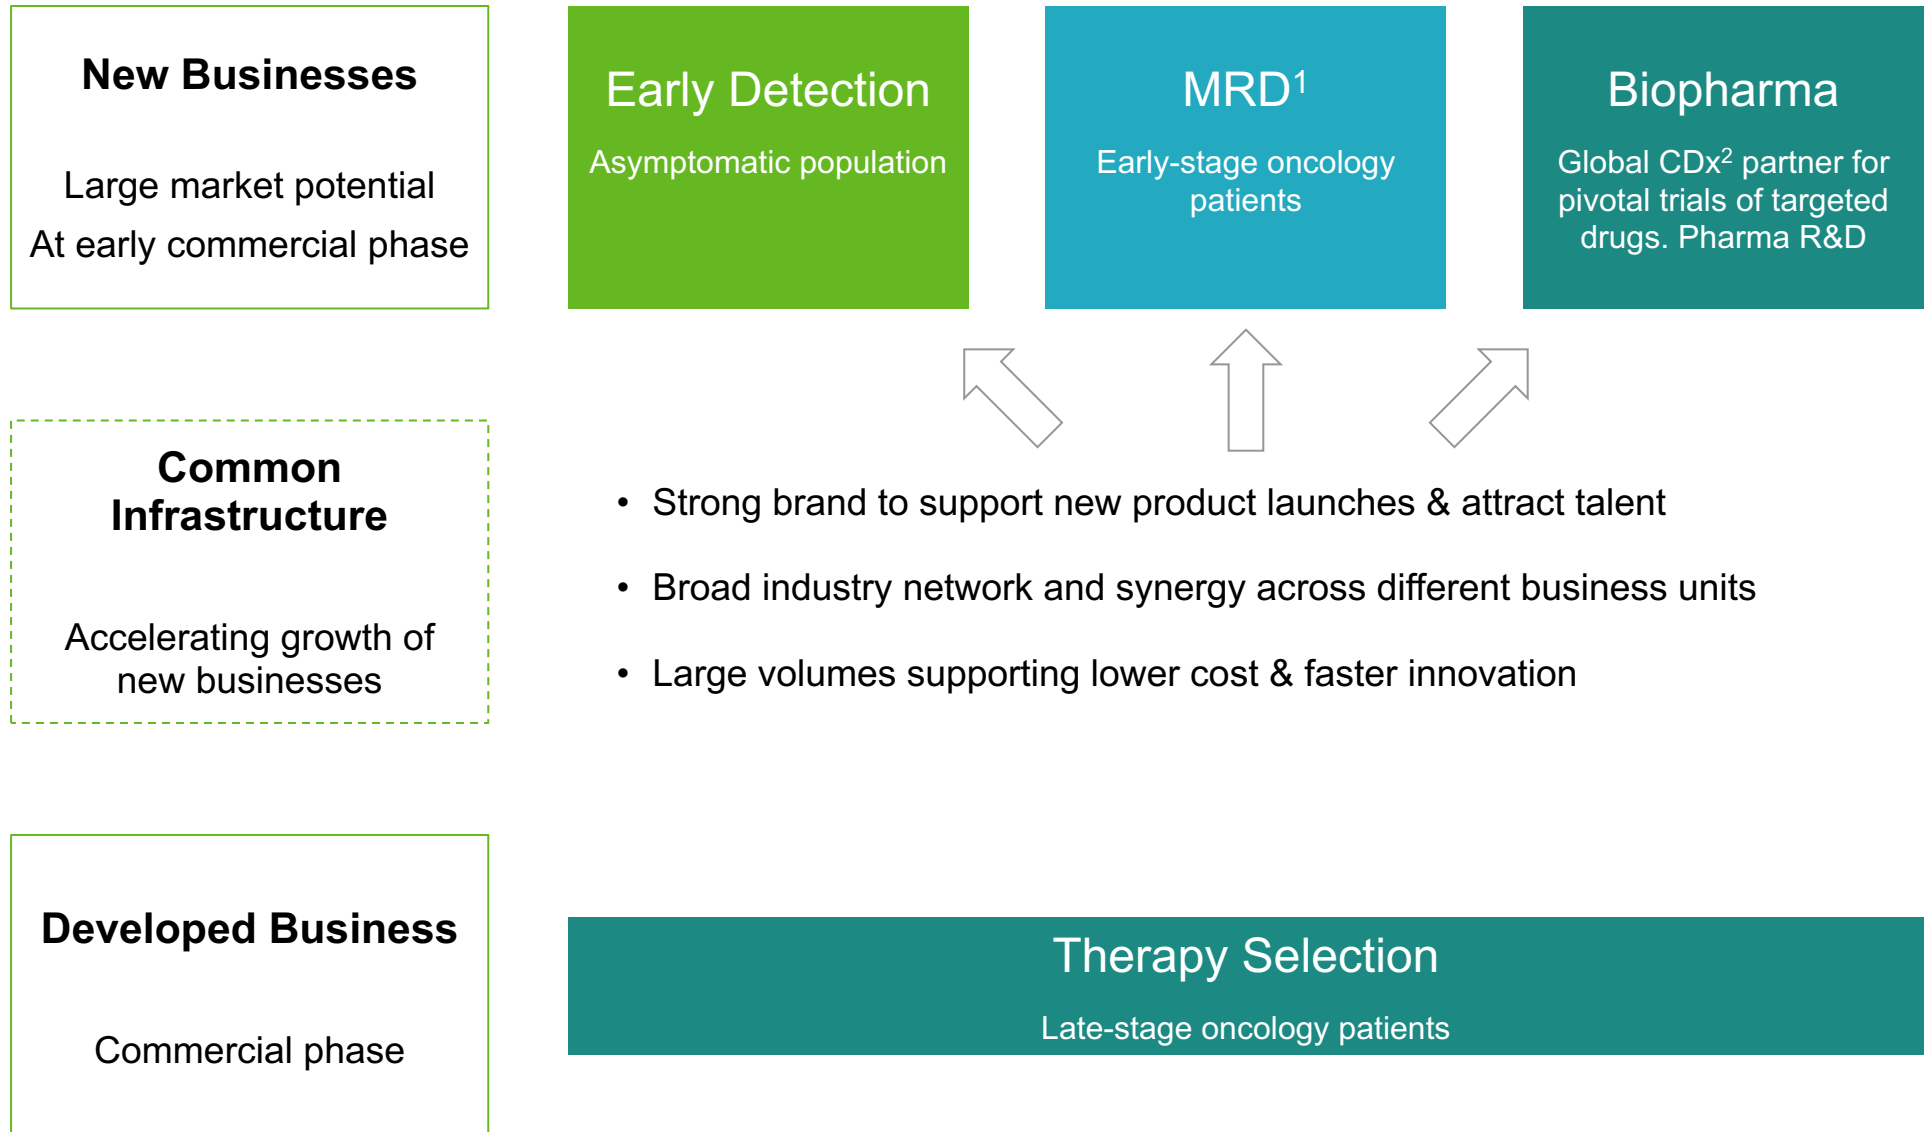 New Businesses
Large market potential
At early commercial phase
Early Detection
Asymptomatic population
MRD¹
Early-stage oncology
patients
Biopharma
Global CDx² partner for
pivotal trials of targeted
drugs. Pharma R&D
Common
Infrastructure
Accelerating growth of
new businesses
• Strong brand to support new product launches & attract talent
• Broad industry network and synergy across different business units
• Large volumes supporting lower cost & faster innovation
Developed Business
Commercial phase
Therapy Selection
Late-stage oncology patients